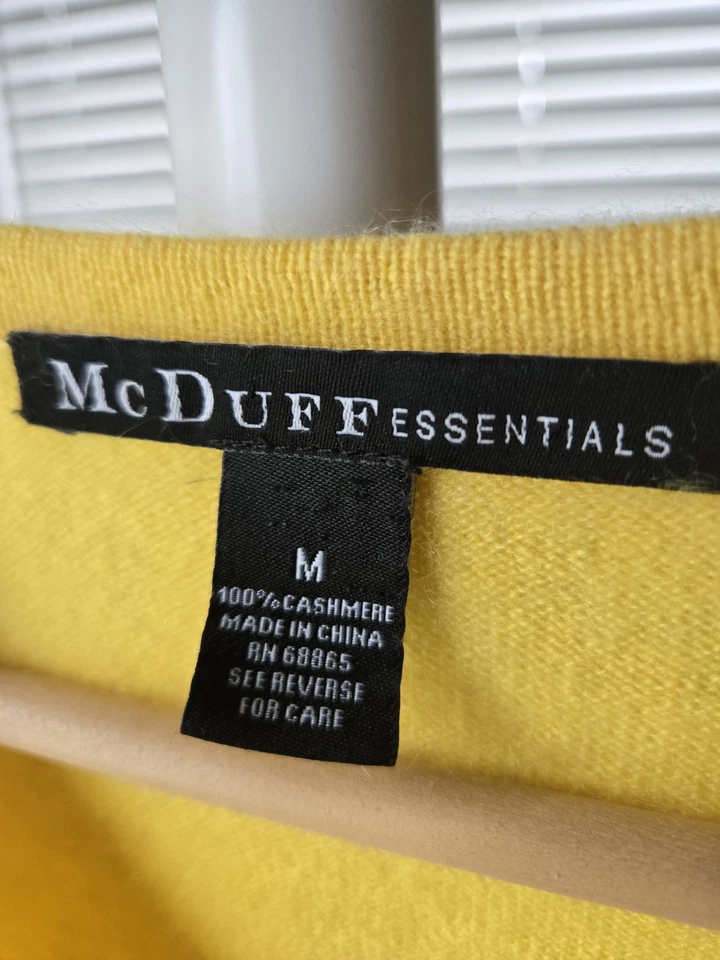 McDUFF ESSENTIALS
M
100% CASHMERE
MADE IN CHINA
RN 68865
SEE REVERSE
FOR CARE